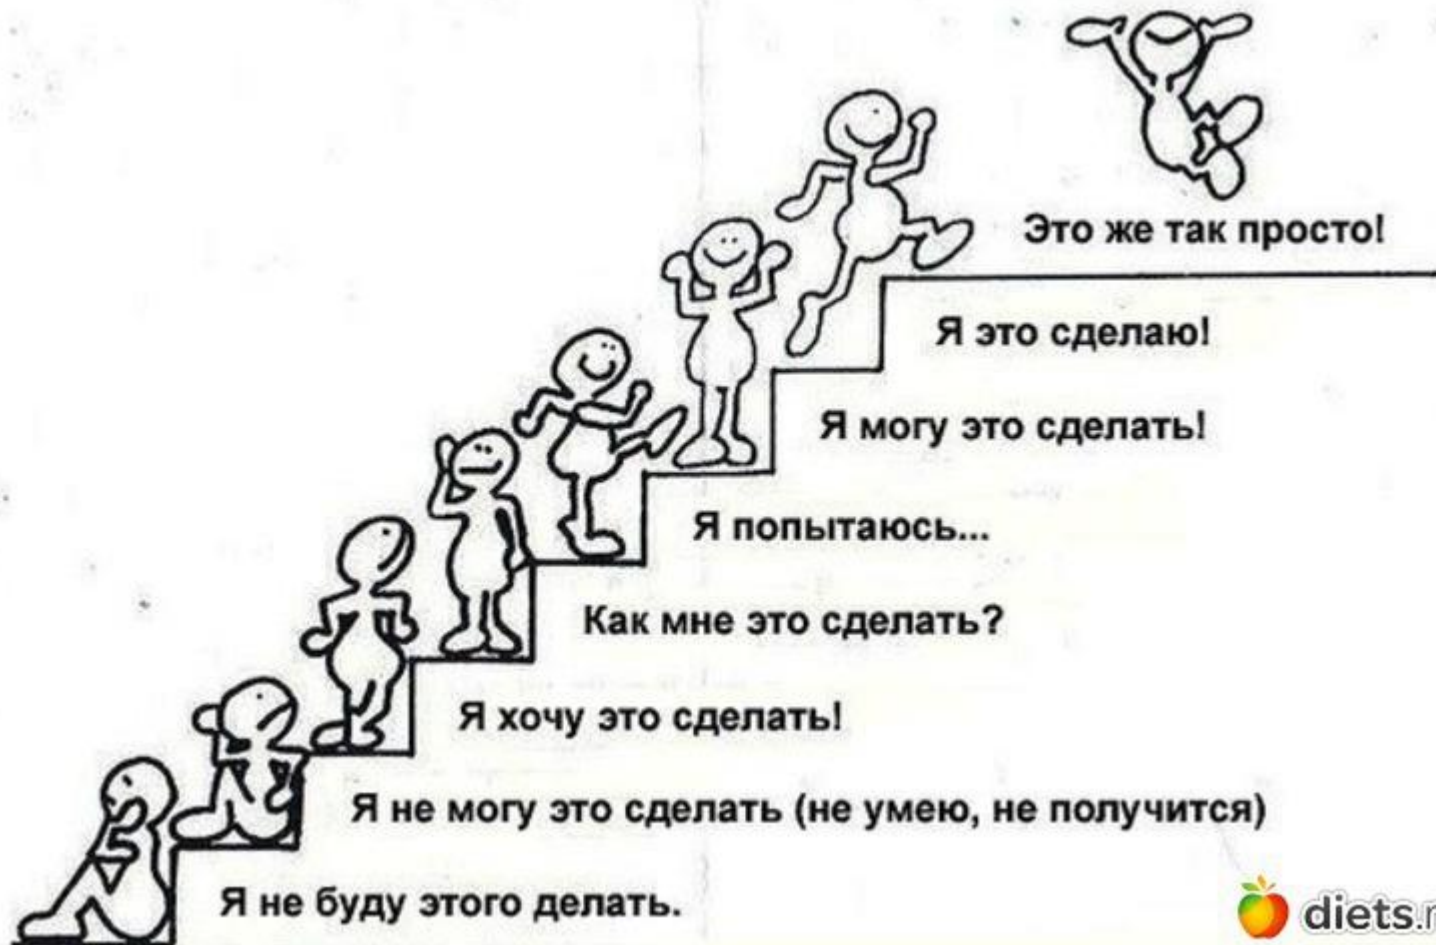 Это же так просто!
Я это сделаю!
Я могу это сделать!
Я попытаюсь...
Как мне это сделать?
Я хочу это сделать!
Я не могу это сделать (не умею, не получится)
Я не буду этого делать.
diets.r